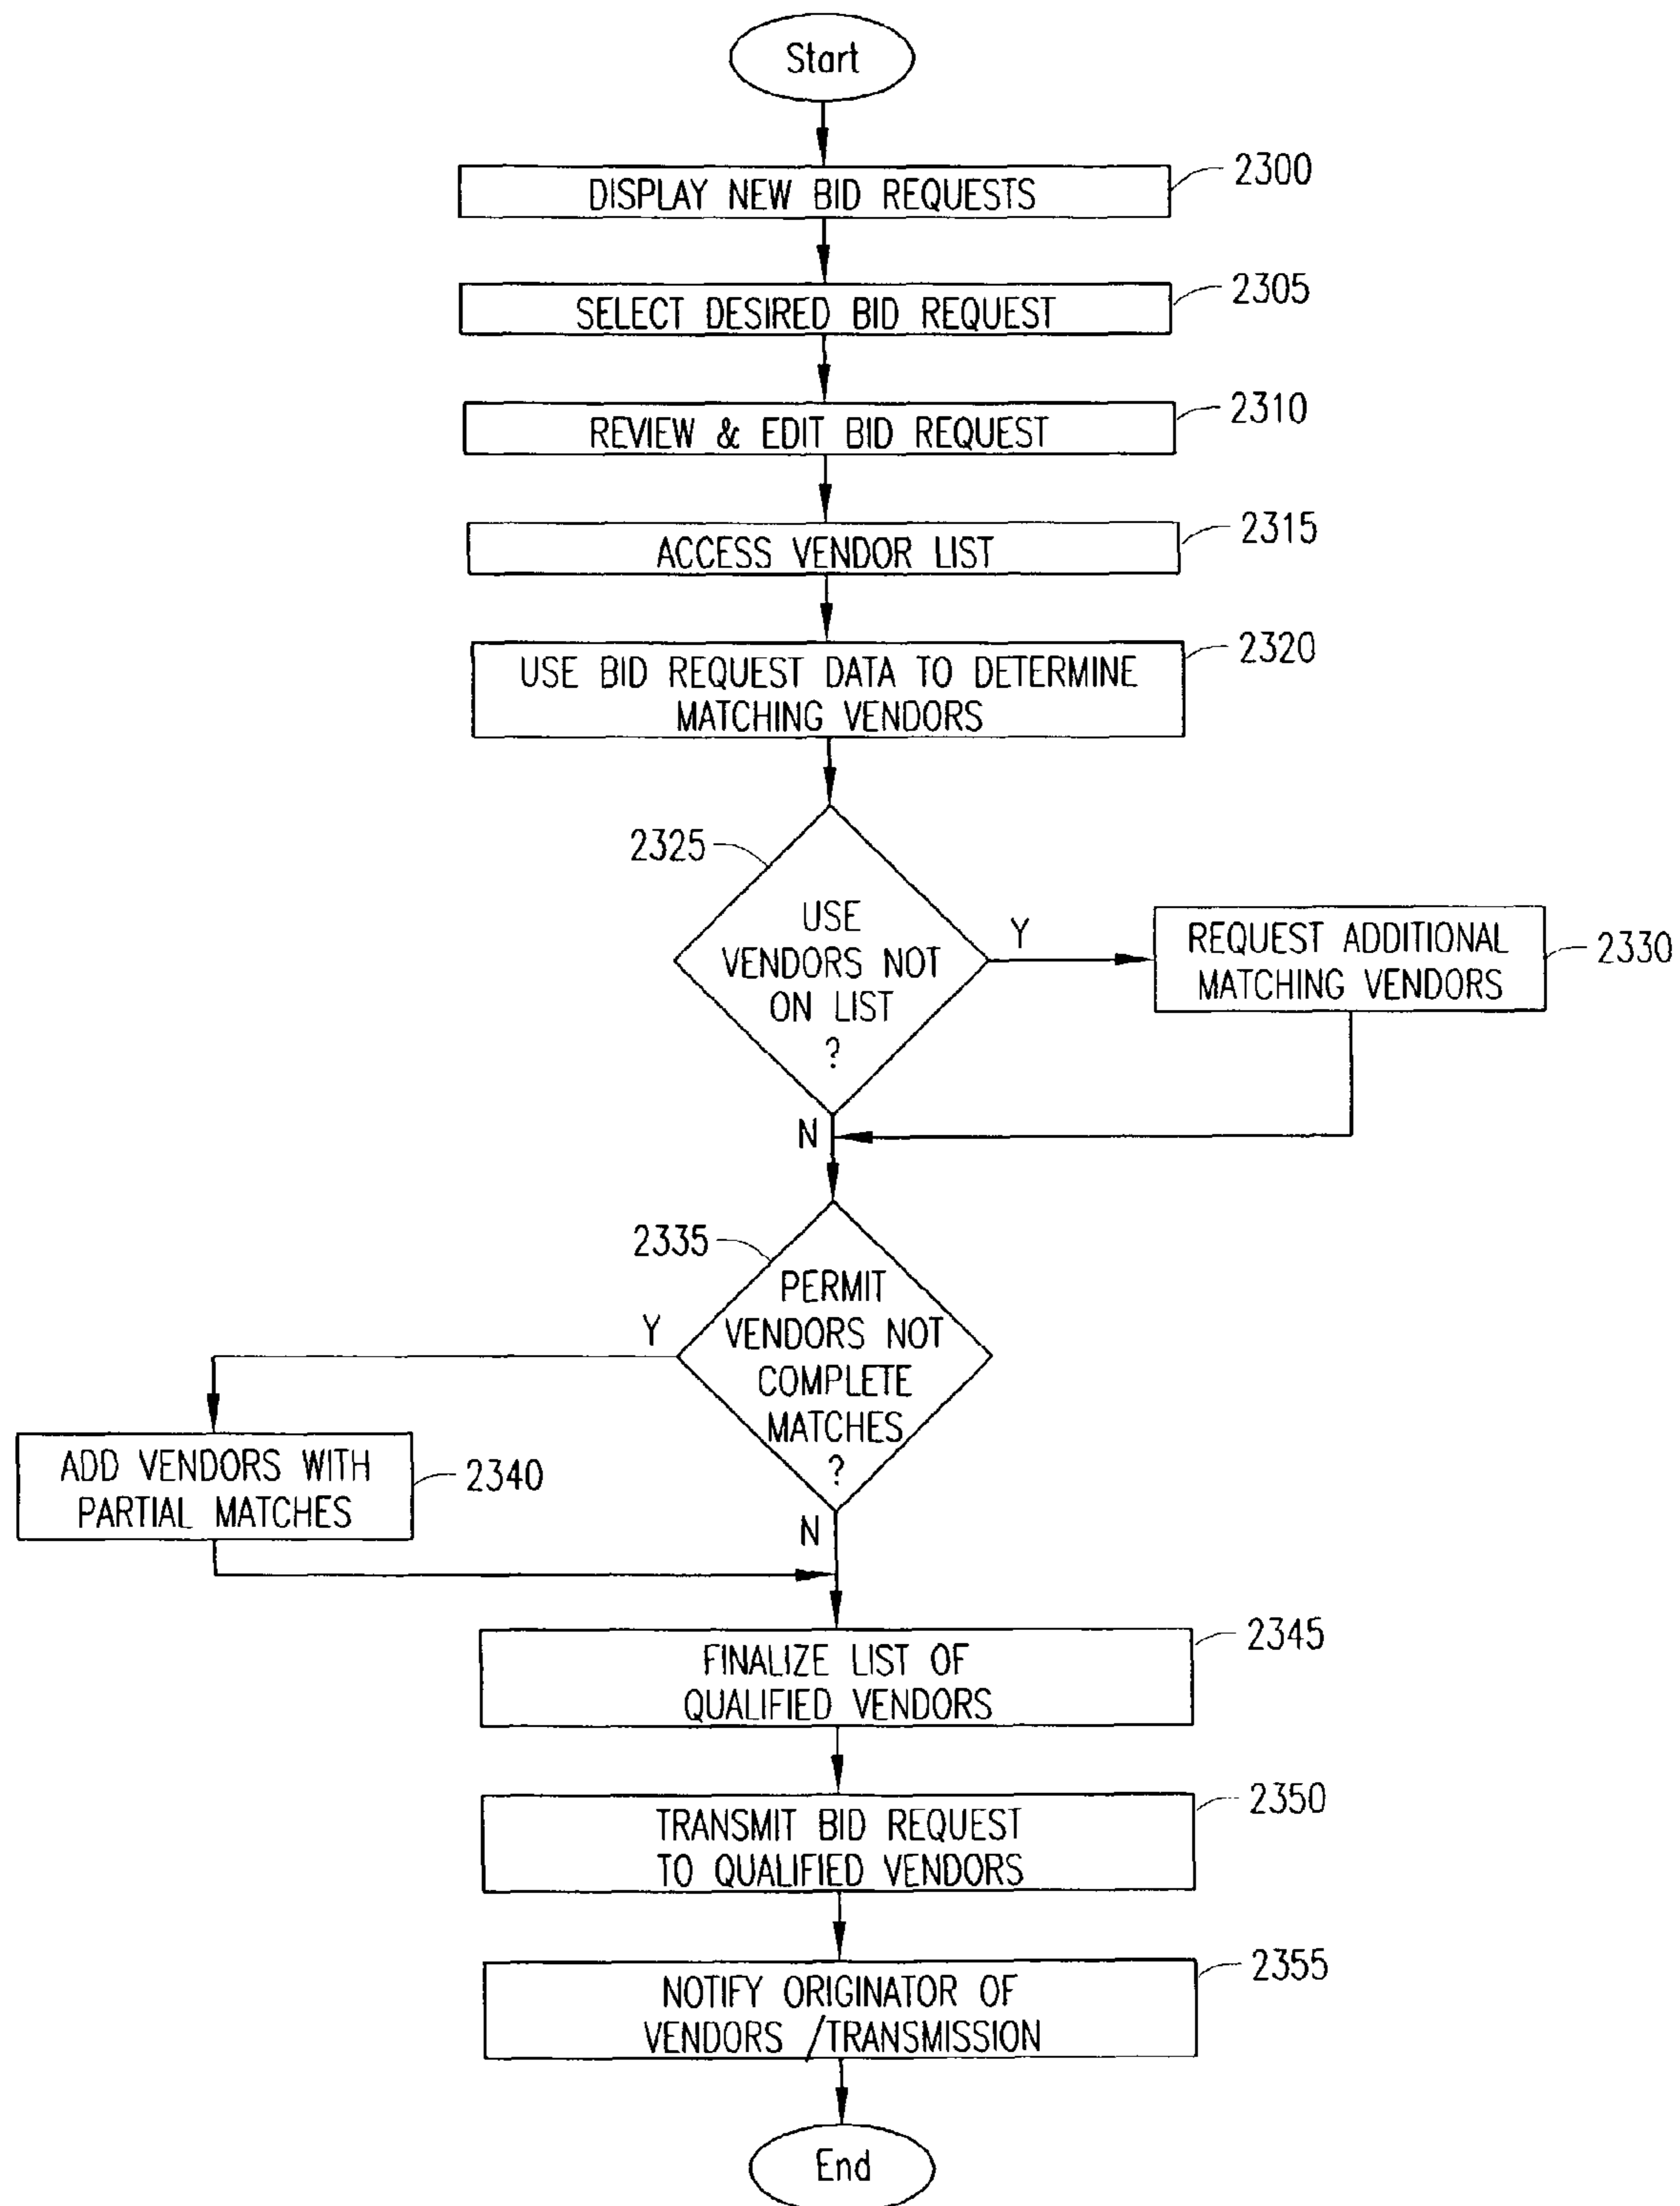 Start
DISPLAY NEW BID REQUESTS
2300
SELECT DESIRED BID REQUEST
2305
REVIEW & EDIT BID REQUEST
2310
ACCESS VENDOR LIST
2315
USE BID REQUEST DATA TO DETERMINE
MATCHING VENDORS
2320
2325
USE
VENDORS NOT
ON LIST
?
Y
REQUEST ADDITIONAL
MATCHING VENDORS
2330
N
2335
PERMIT
VENDORS NOT
COMPLETE
MATCHES
?
Y
ADD VENDORS WITH
PARTIAL MATCHES
2340
N
FINALIZE LIST OF
QUALIFIED VENDORS
2345
TRANSMIT BID REQUEST
TO QUALIFIED VENDORS
2350
NOTIFY ORIGINATOR OF
VENDORS /TRANSMISSION
2355
End